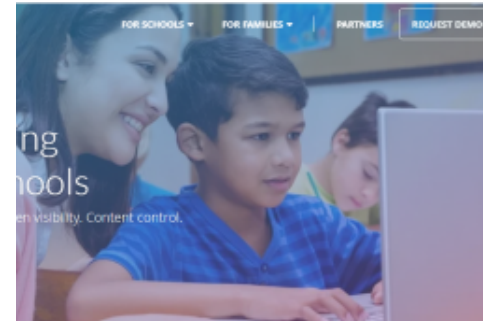 FOR SCHOOLS FOR FAMILIES PARTNERS REQUEST DEMO
ng
hools
en visibility. Content control.